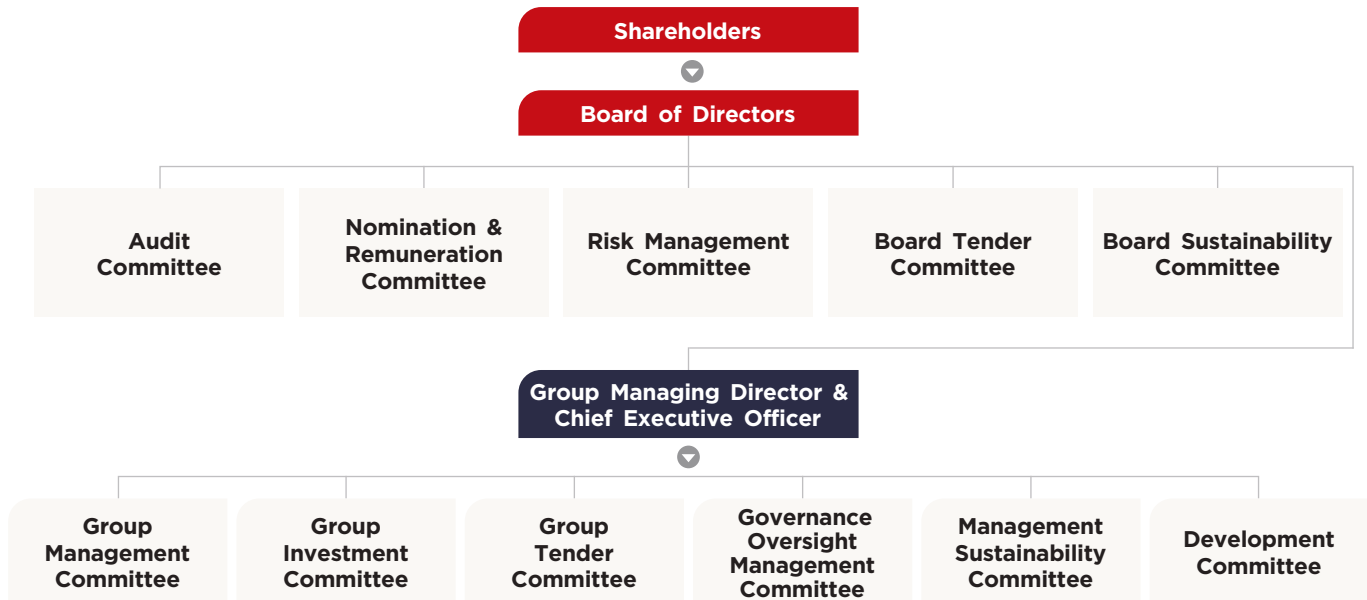 Shareholders
Board of Directors
Audit
Committee
Nomination &
Remuneration
Committee
Risk Management
Committee
Board Tender
Committee
Board Sustainability
Committee
Group Managing Director &
Chief Executive Officer
Group
Management
Committee
Group
Investment
Committee
Group
Tender
Committee
Governance
Oversight
Management
Committee
Management
Sustainability
Committee
Development
Committee